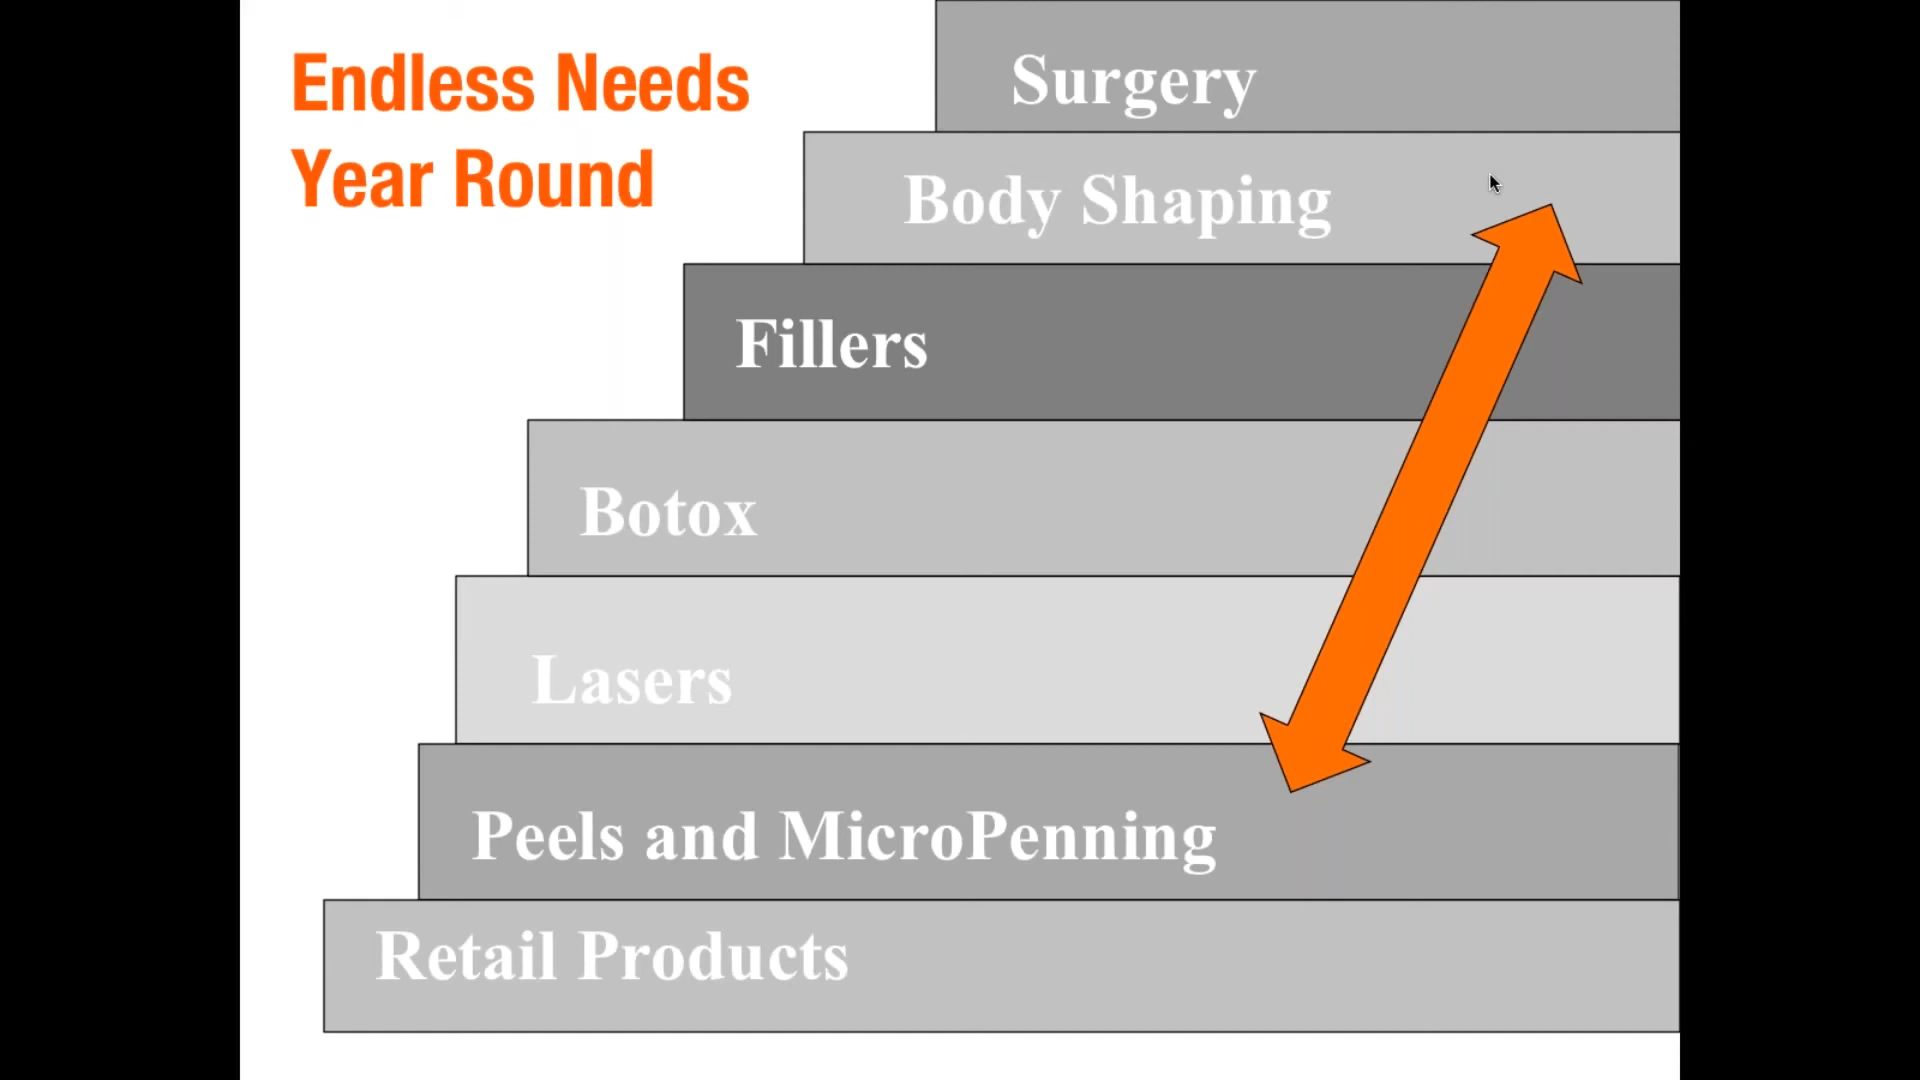 Endless Needs
Year Round
Surgery
Body Shaping
Fillers
Botox
Lasers
Peels and MicroPenning
Retail Products